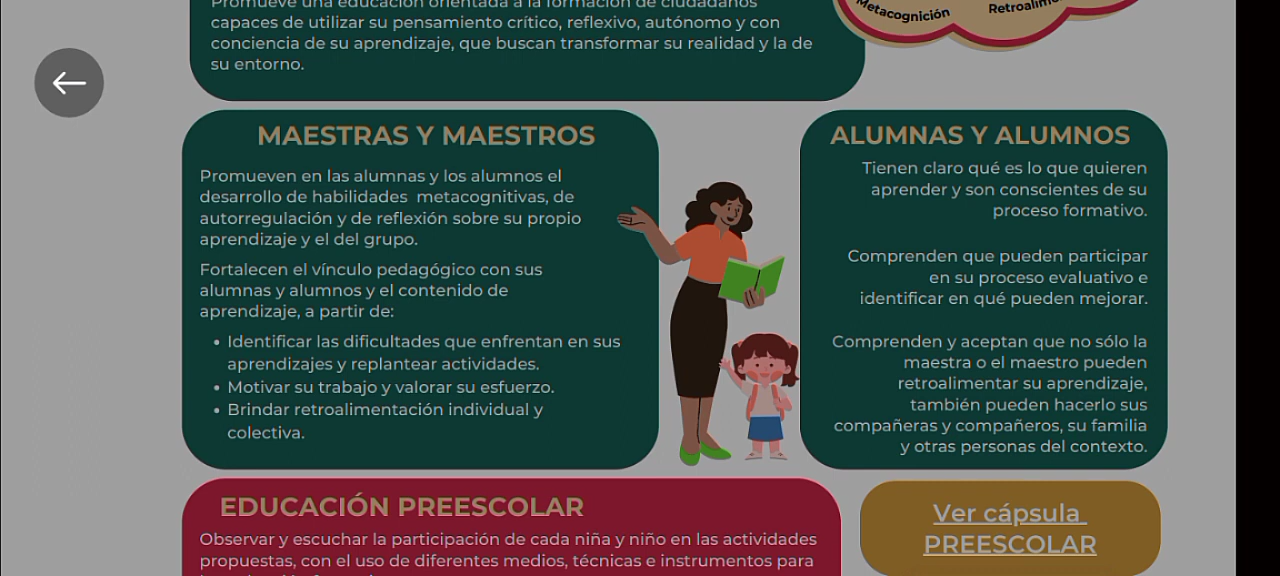 Promueve una educación orientada a la formación de ciudadanos
capaces de utilizar su pensamiento crítico, reflexivo, autónomo y con
conciencia de su aprendizaje, que buscan transformar su realidad y la de
su entorno.
Metacognición
MAESTRAS Y MAESTROS
Promueven en las alumnas y los alumnos el
desarrollo de habilidades metacognitivas, de
autorregulación y de reflexión sobre su propio
aprendizaje y el del grupo.
Fortalecen el vínculo pedagógico con sus
alumnas y alumnos y el contenido de
aprendizaje, a partir de:
• Identificar las dificultades que enfrentan en sus
aprendizajes y replantear actividades.
• Motivar su trabajo y valorar su esfuerzo.
• Brindar retroalimentación individual y
colectiva.
ALUMNAS Y ALUMNOS
Tienen claro qué es lo que quieren
aprender y son conscientes de su
proceso formativo.
Comprenden que pueden participar
en su proceso evaluativo e
identificar en qué pueden mejorar.
Comprenden y aceptan que no sólo la
maestra o el maestro pueden
retroalimentar su aprendizaje,
también pueden hacerlo sus
compañeras y compañeros, su familia
y otras personas del contexto.
EDUCACIÓN PREESCOLAR
Observar y escuchar la participación de cada niña y niño en las actividades
propuestas, con el uso de diferentes medios, técnicas e instrumentos para
Ver cápsula
PREESCOLAR